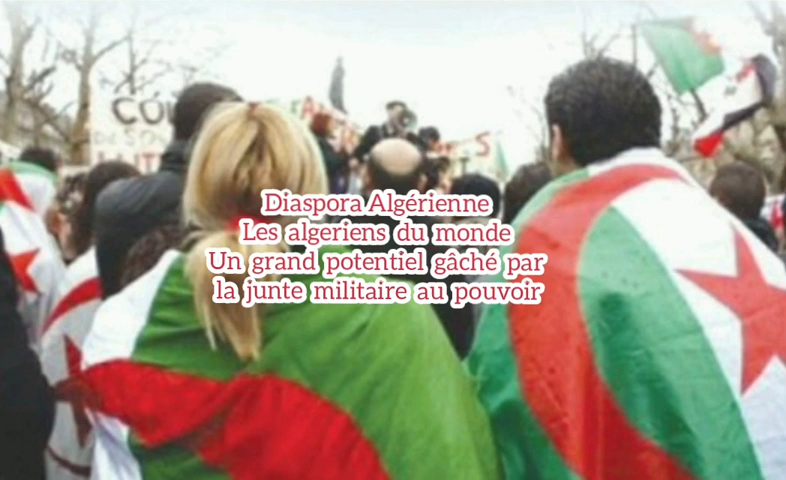 Diaspora Algérienne
Les algeriens du monde
Un grand potentiel gâché par
la junte militaire au pouvoir